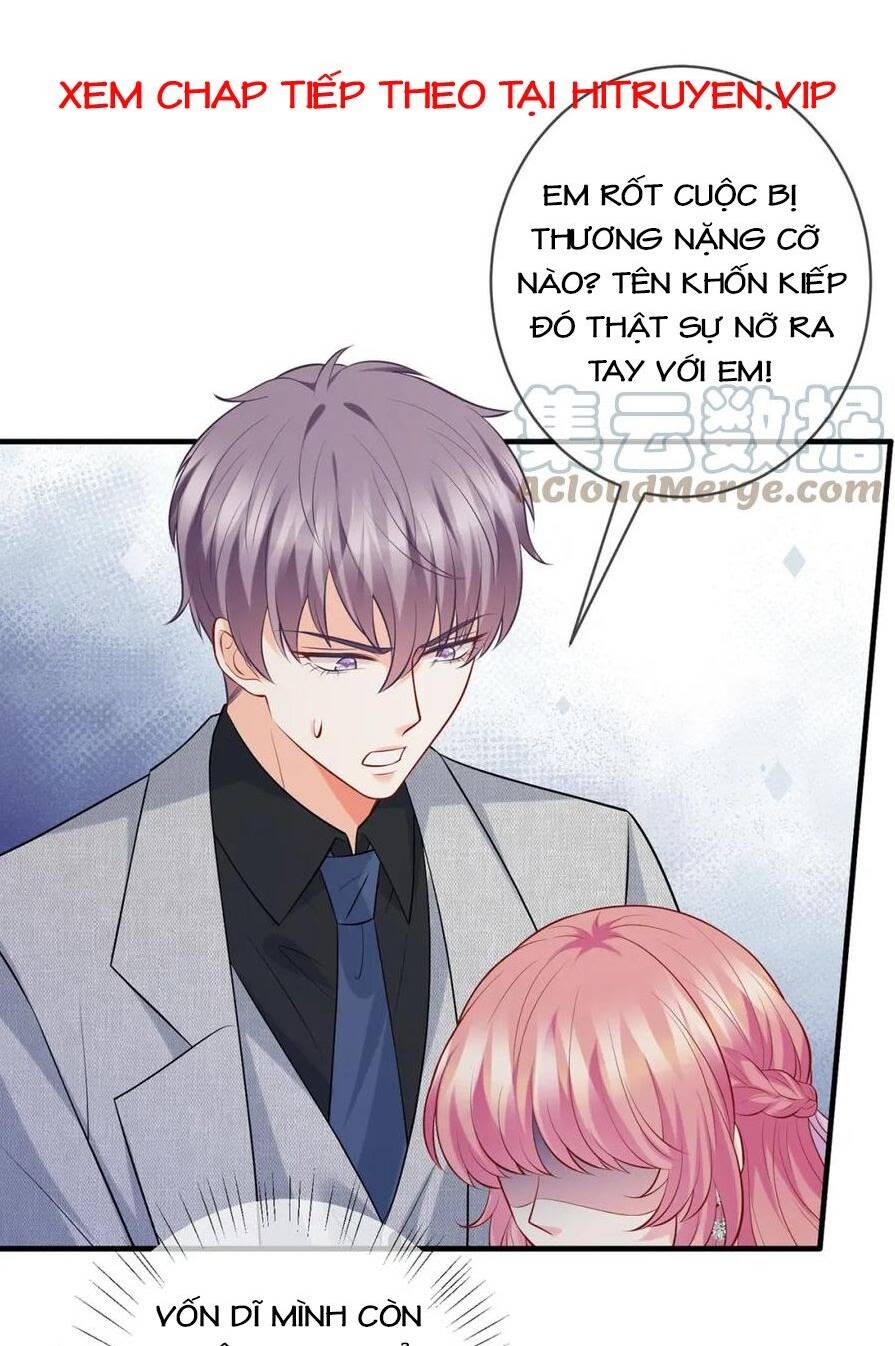 XEM CHAP TIẾP THEO TẠI HITRUYEN.VIP
EM RỐT CUỘC BỊ
THƯƠNG NẶNG CỠ
NÀO? TÊN KHỐN KIẾP
ĐÓ THẬT SỰ NỠ RA
TAY VỚI EM!
集云数据
AcloudMerge.com
VỐN DĨ MÌNH CÒN